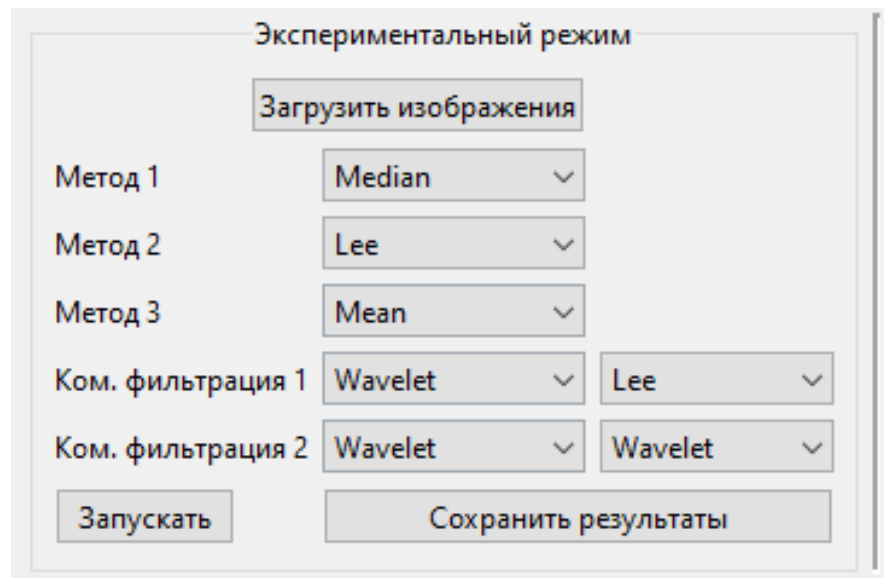 Экспериментальный режим
Загрузить изображения
Метод 1 Median
Метод 2 Lee
Метод 3 Mean
Ком. фильтрация 1 Wavelet Lee
Ком. фильтрация 2 Wavelet Wavelet
Запускать Сохранить результаты